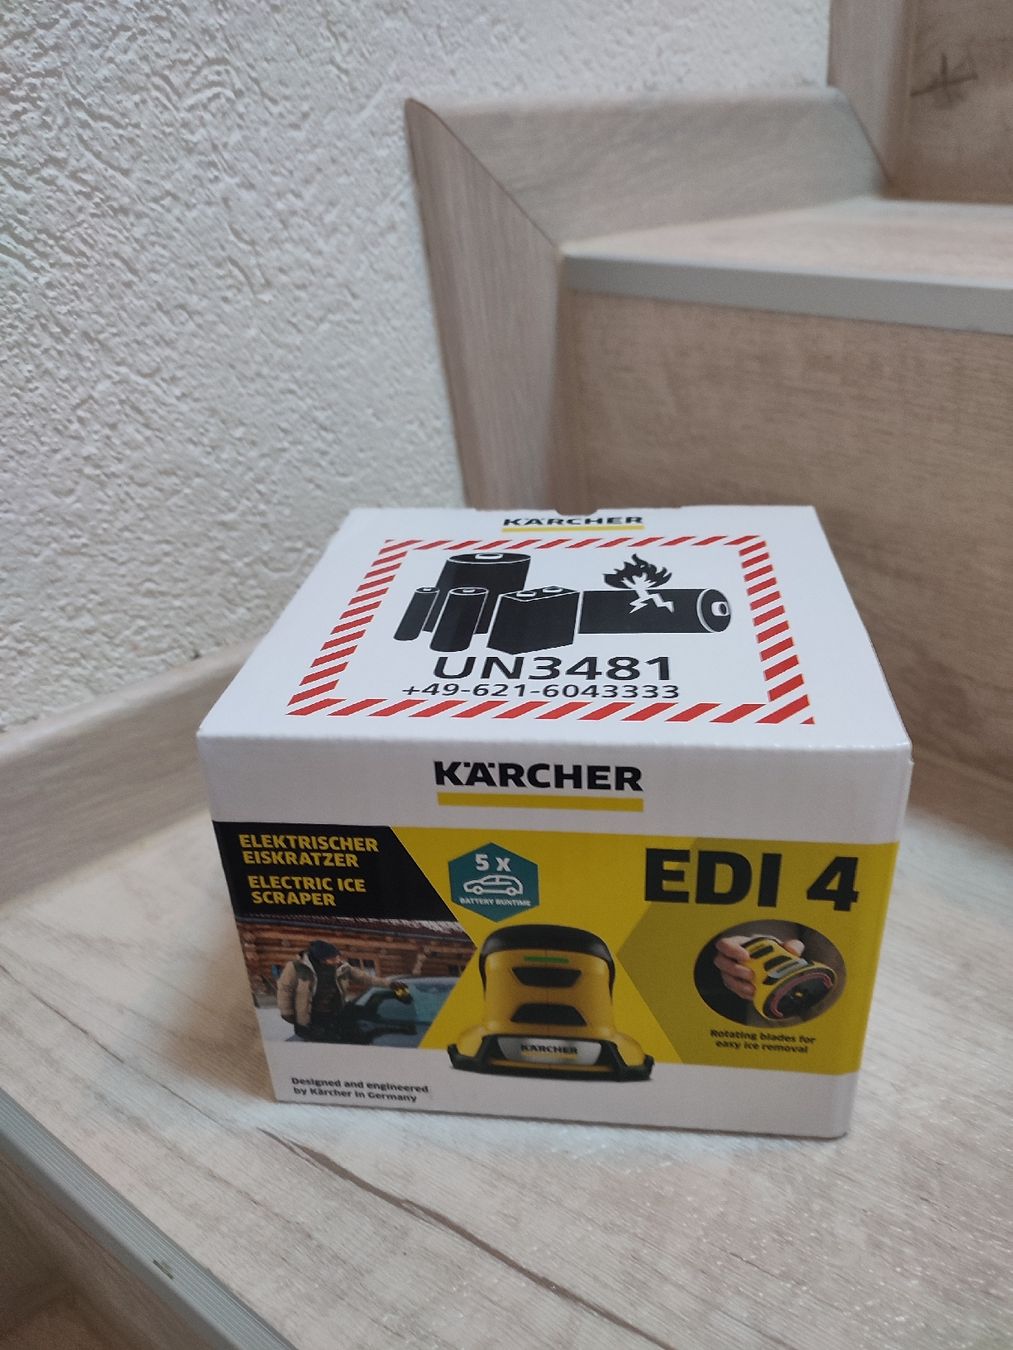 KÄRCHER
UN3481
+49-621-6043333
KÄRCHER
ELEKTRISCHER
EISKRATZER
ELECTRIC ICE
SCRAPER
5 x
BATTERY RUNTIME
EDI 4
KÄRCHER
Rotating blades for
easy ice removal
Designed and engineered
by Kärcher in Germany